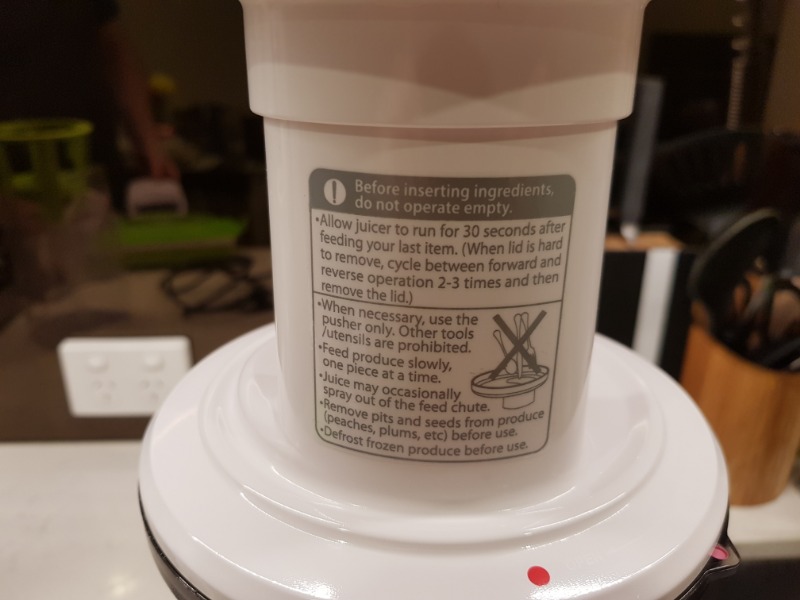 Before inserting ingredients,
do not operate empty.
•Allow juicer to run for 30 seconds after
feeding your last item. (When lid is hard
to remove, cycle between forward and
reverse operation 2-3 times and then
remove the lid.)
•When necessary, use the
pusher only. Other tools
/utensils are prohibited.
•Feed produce slowly,
one piece at a time.
•Juice may occasionally
spray out of the feed chute.
•Remove pits and seeds from produce
(peaches, plums, etc) before use.
•Defrost frozen produce before use.